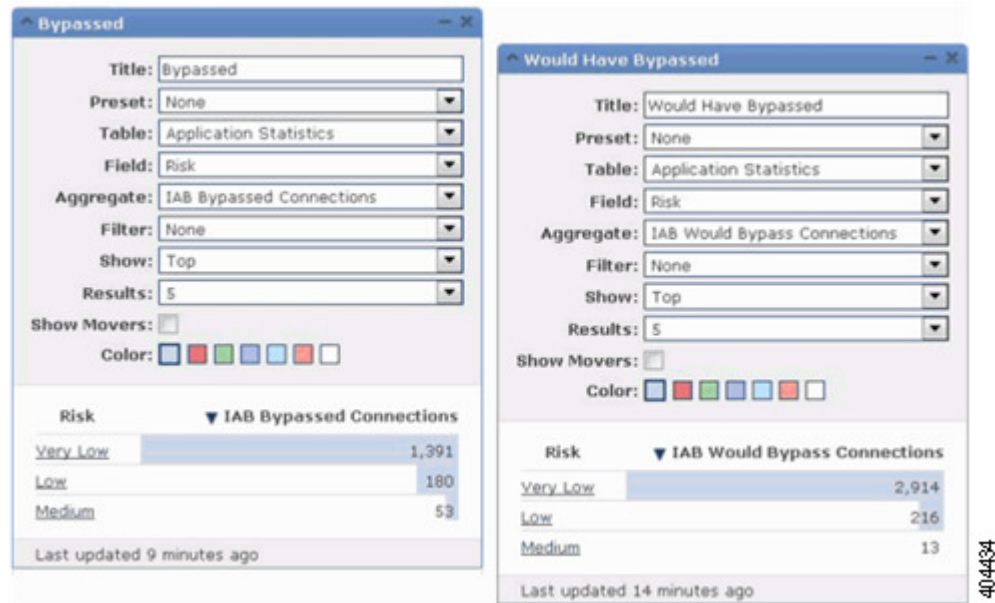 Bypassed
Title: Bypassed
Preset: None
Table: Application Statistics
Field: Risk
Aggregate: IAB Bypassed Connections
Filter: None
Show: Top
Results: 5
Show Movers:
Color:
Risk IAB Bypassed Connections
Very Low 1,391
Low 180
Medium 53
Last updated 9 minutes ago
Would Have Bypassed
Title: Would Have Bypassed
Preset: None
Table: Application Statistics
Field: Risk
Aggregate: IAB Would Bypass Connections
Filter: None
Show: Top
Results: 5
Show Movers:
Color:
Risk IAB Would Bypass Connections
Very Low 2,914
Low 216
Medium 13
Last updated 14 minutes ago
404434